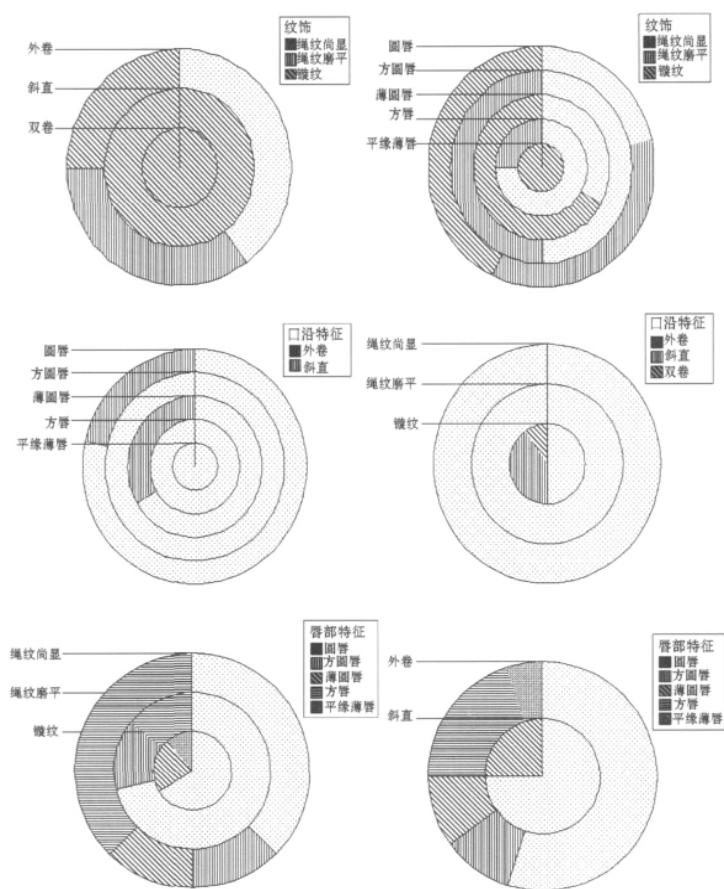 外卷
斜直
双卷
纹饰
绳纹尚显
绳纹磨平
镞纹
圆唇
方圆唇
薄圆唇
方唇
平缘薄唇
纹饰
绳纹尚显
绳纹磨平
镞纹
圆唇
方圆唇
薄圆唇
方唇
平缘薄唇
口沿特征
外卷
斜直
绳纹尚显
绳纹磨平
镞纹
口沿特征
外卷
斜直
双卷
绳纹尚显
绳纹磨平
镞纹
唇部特征
圆唇
方圆唇
薄圆唇
方唇
平缘薄唇
外卷
斜直
唇部特征
圆唇
方圆唇
薄圆唇
方唇
平缘薄唇